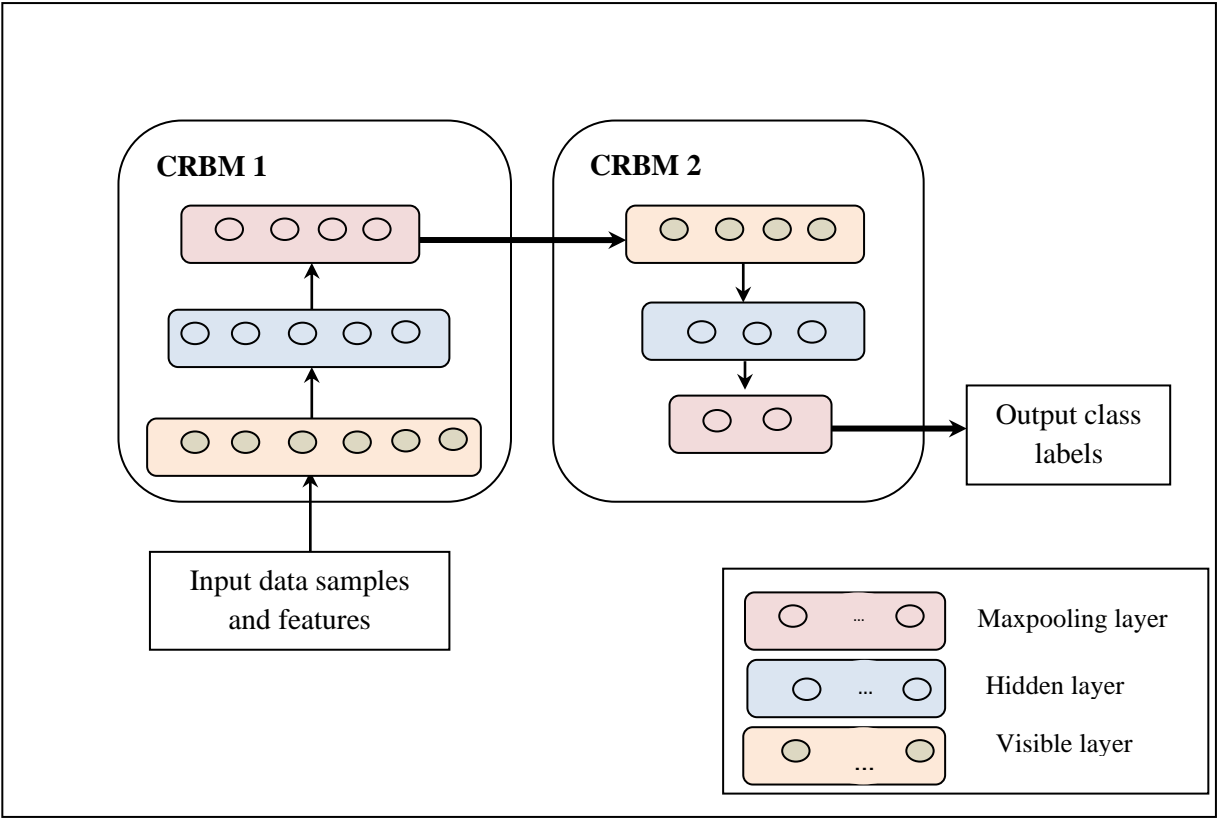 CRBM 1
CRBM 2
Output class
labels
Input data samples
and features
... Maxpooling layer
... Hidden layer
... Visible layer